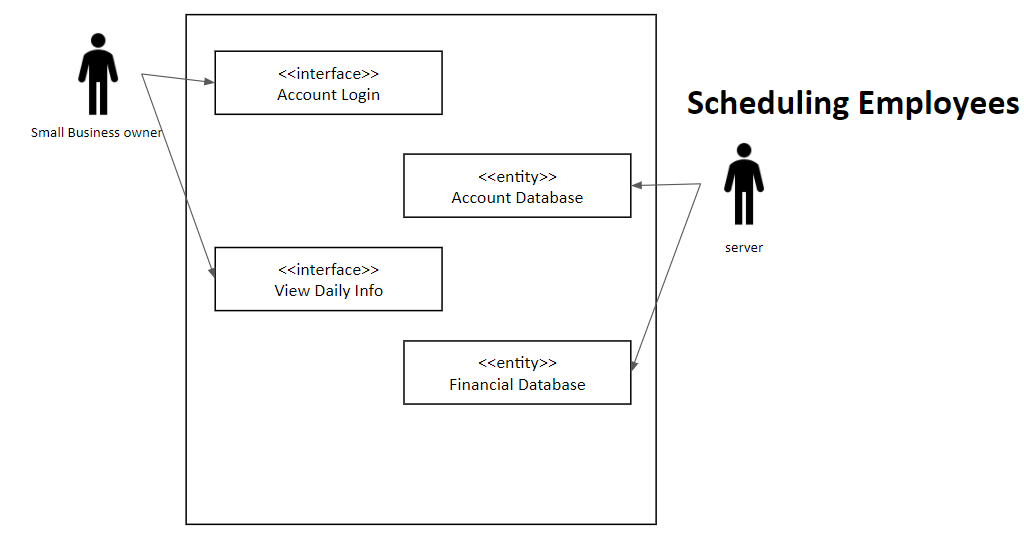 <<interface>>
Account Login
Scheduling Employees
Small Business owner
<<entity>>
Account Database
server
<<interface>>
View Daily Info
<<entity>>
Financial Database